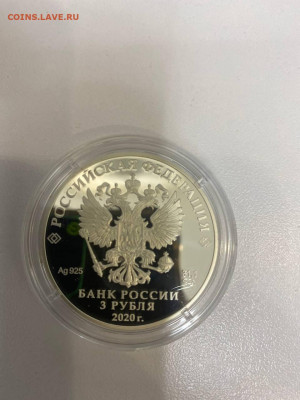 COINS.LAVE.RU
РОССИЙСКАЯ ФЕДЕРАЦИЯ
Ag 925
БАНК РОССИИ
3 РУБЛЯ
2020 г.